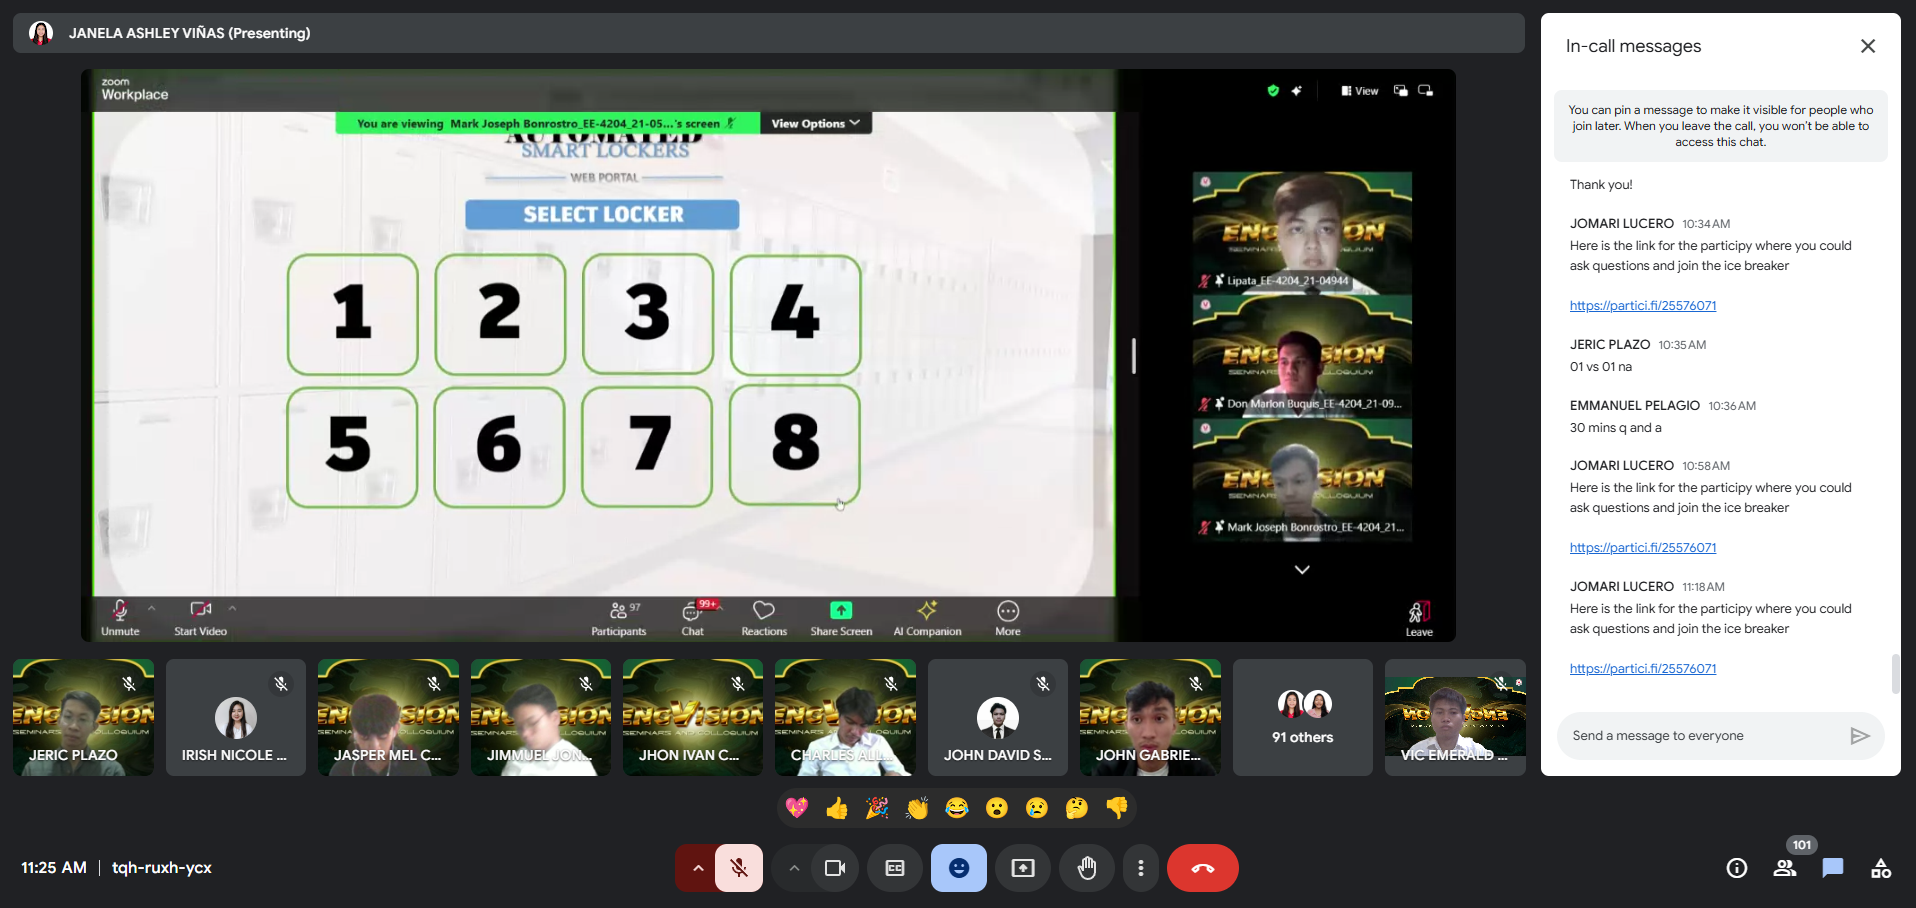 JANELA ASHLEY VIÑAS (Presenting)
zoom
Workplace
You are viewing Mark Joseph Bonrostro_EE-4204_21-05...'s screen
View Options
View
AUTOMATED
SMART LOCKERS
WEB PORTAL
SELECT LOCKER
1
2
3
4
5
6
7
8
ENGVISION
SEMINARS AND COLLOQUIUM
Lipata_EE-4204_21-04944
Don Marlon Buquis_EE-4204_21-09...
Mark Joseph Bonrostro_EE-4204_21...
Unmute
Start Video
97
Participants
99+
Chat
Reactions
Share Screen
AI Companion
More
Leave
JERIC PLAZO
IRISH NICOLE ...
JASPER MEL C...
JIMMUEL JON...
JHON IVAN C...
CHARLES ALL...
JOHN DAVID S...
JOHN GABRIE...
91 others
VIC EMERALD ...
11:25 AM | tqh-ruxh-ycx
101
In-call messages
You can pin a message to make it visible for people who
join later. When you leave the call, you won't be able to
access this chat.
Thank you!
JOMARI LUCERO 10:34 AM
Here is the link for the participy where you could
ask questions and join the ice breaker
https://partici.fi/25576071
JERIC PLAZO 10:35 AM
01 vs 01 na
EMMANUEL PELAGIO 10:36 AM
30 mins q and a
JOMARI LUCERO 10:58 AM
Here is the link for the participy where you could
ask questions and join the ice breaker
https://partici.fi/25576071
JOMARI LUCERO 11:18 AM
Here is the link for the participy where you could
ask questions and join the ice breaker
https://partici.fi/25576071
Send a message to everyone